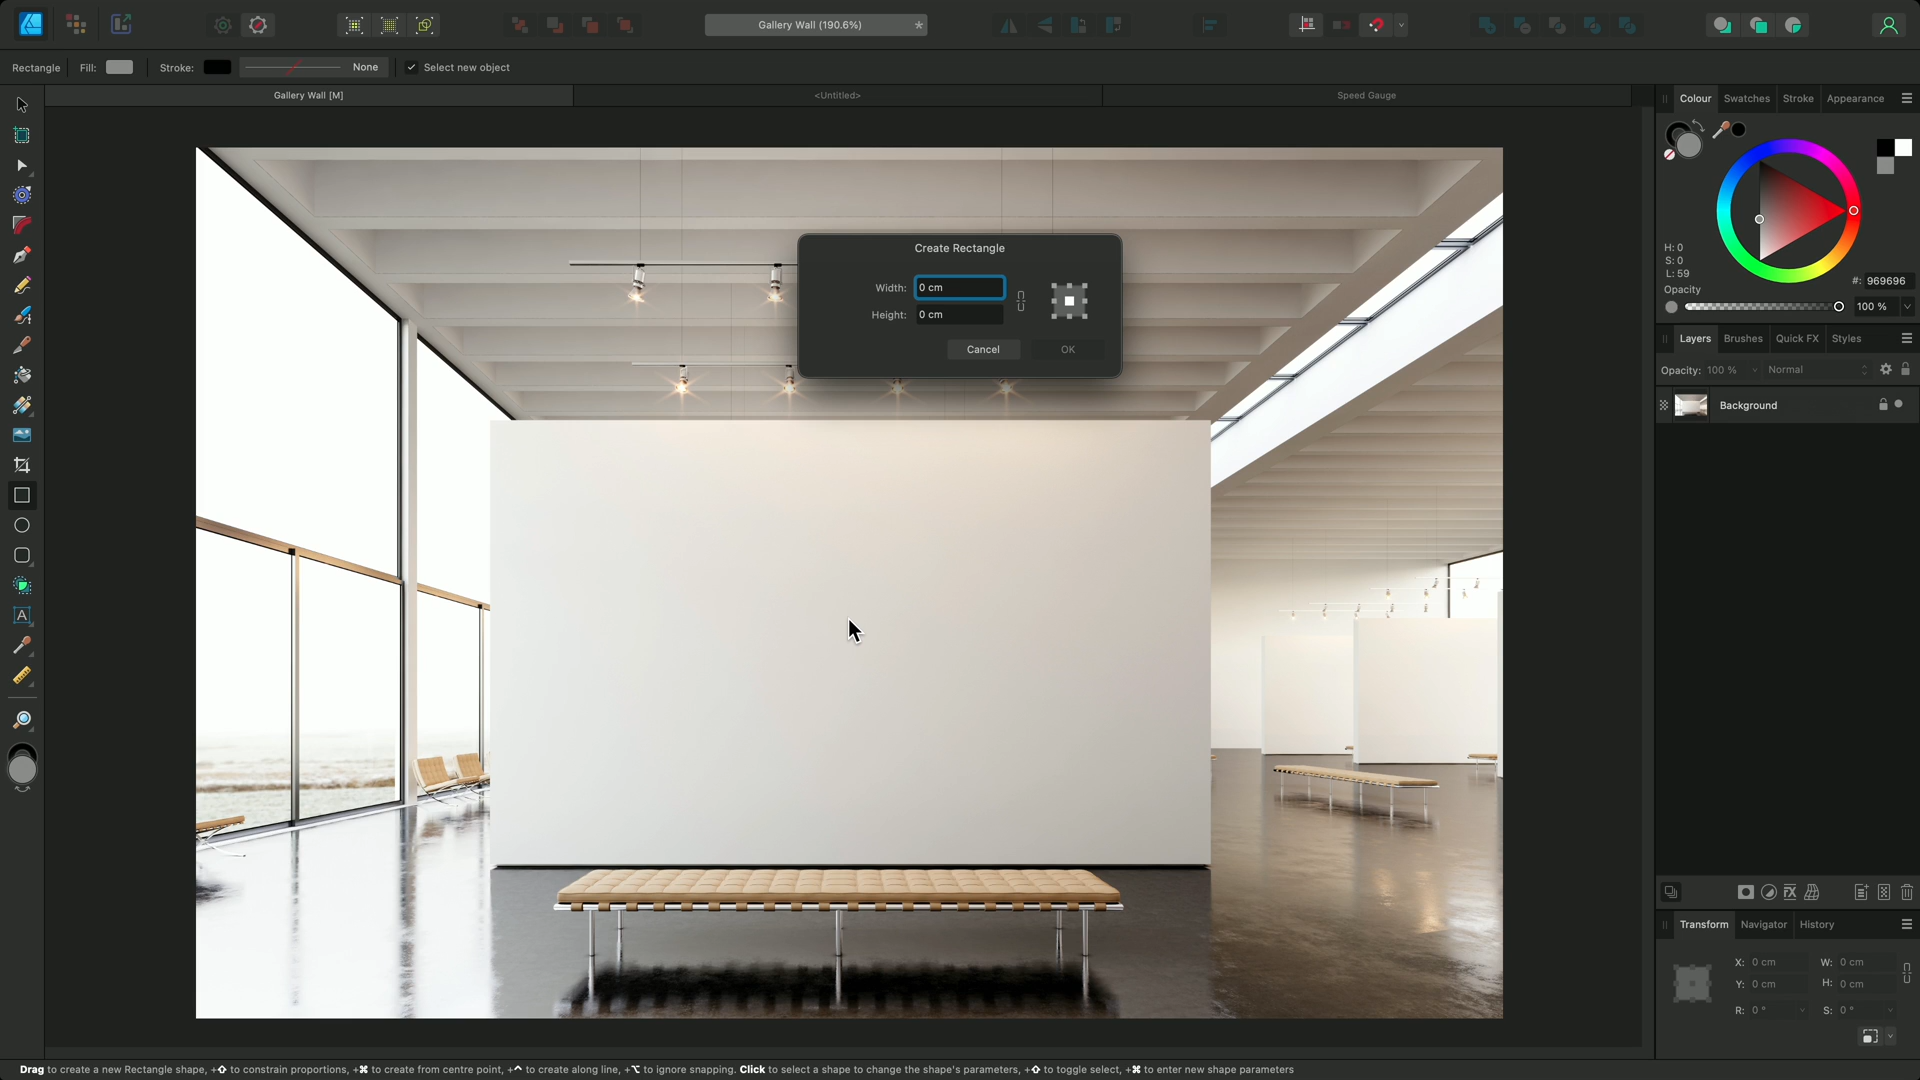 Gallery Wall (190.6%)
*
Rectangle
Fill:
Stroke:
None
Select new object
Gallery Wall [M]
<Untitled>
Speed Gauge
Colour
Swatches
Stroke
Appearance
H: 0
S: 0
L: 59
#: 969696
Opacity
100 %
Create Rectangle
Width: 0 cm
Height: 0 cm
Cancel
OK
Layers
Brushes
Quick FX
Styles
Opacity: 100 %
Normal
Background
A
FX
Transform
Navigator
History
X: 0 cm
W: 0 cm
Y: 0 cm
H: 0 cm
R: 0 °
S: 0 °
Drag to create a new Rectangle shape, +⇧ to constrain proportions, +⌘ to create from centre point, +^ to create along line, +⌥ to ignore snapping. Click to select a shape to change the shape's parameters, +⇧ to toggle select, +⌘ to enter new shape parameters